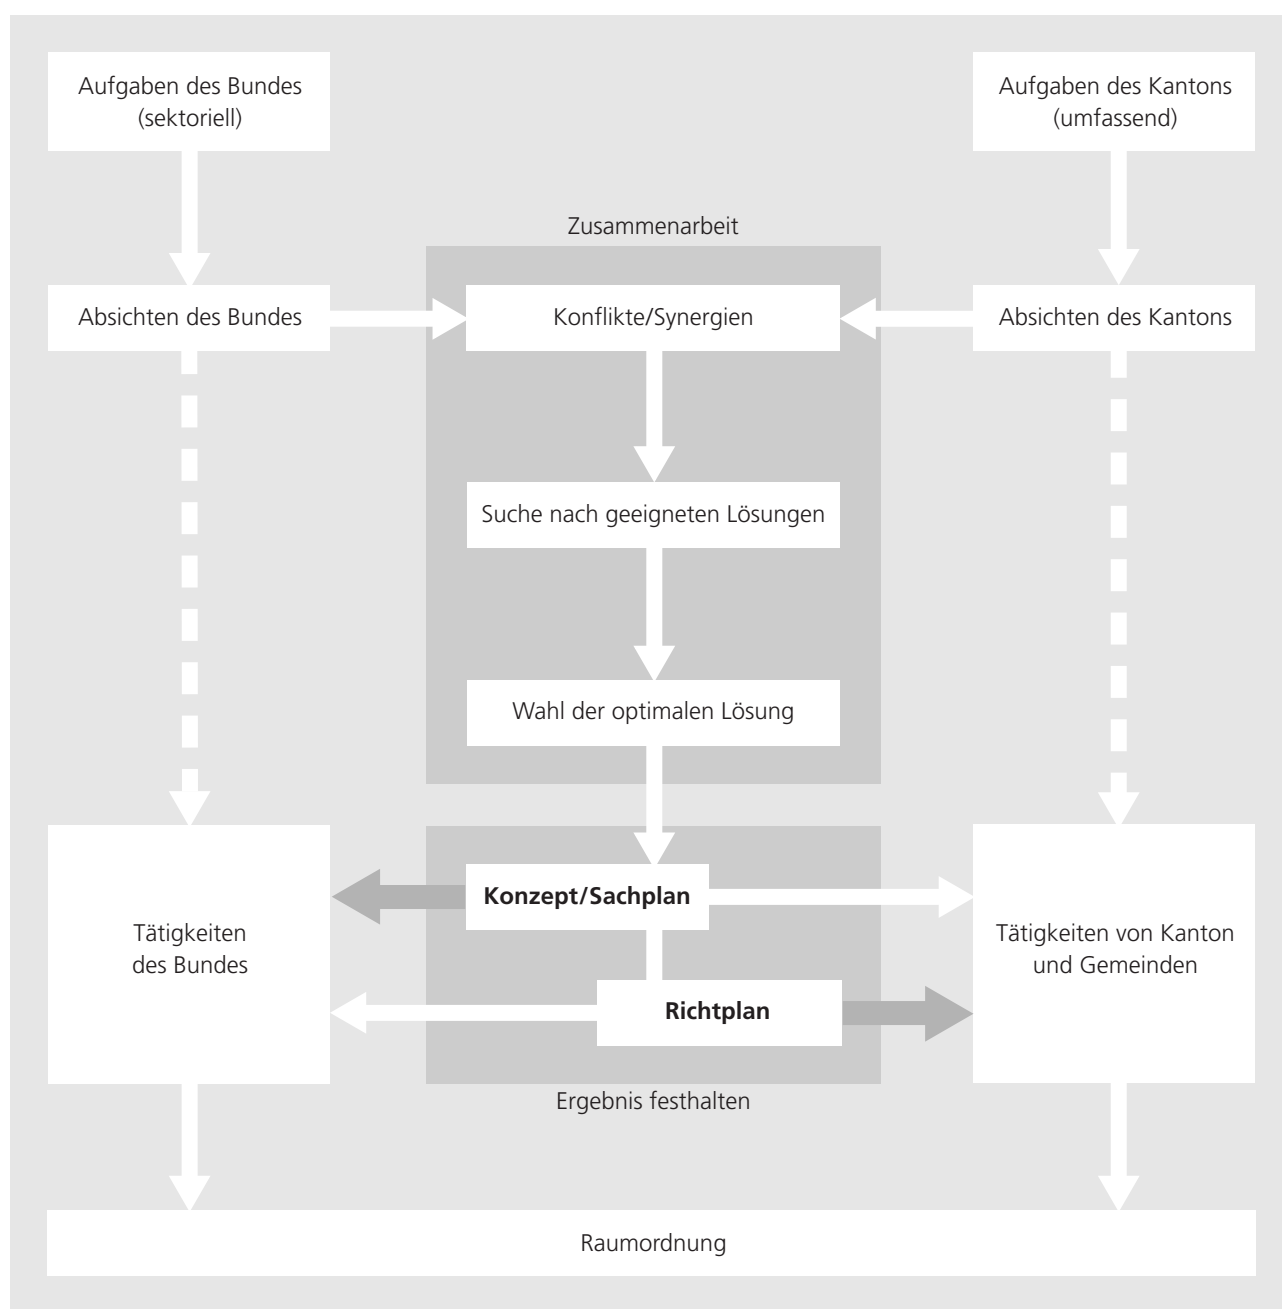 Aufgaben des Bundes
(sektoriell)
Aufgaben des Kantons
(umfassend)
Zusammenarbeit
Absichten des Bundes
Konflikte/Synergien
Absichten des Kantons
Suche nach geeigneten Lösungen
Wahl der optimalen Lösung
Konzept/Sachplan
Tätigkeiten
des Bundes
Tätigkeiten von Kanton
und Gemeinden
Richtplan
Ergebnis festhalten
Raumordnung